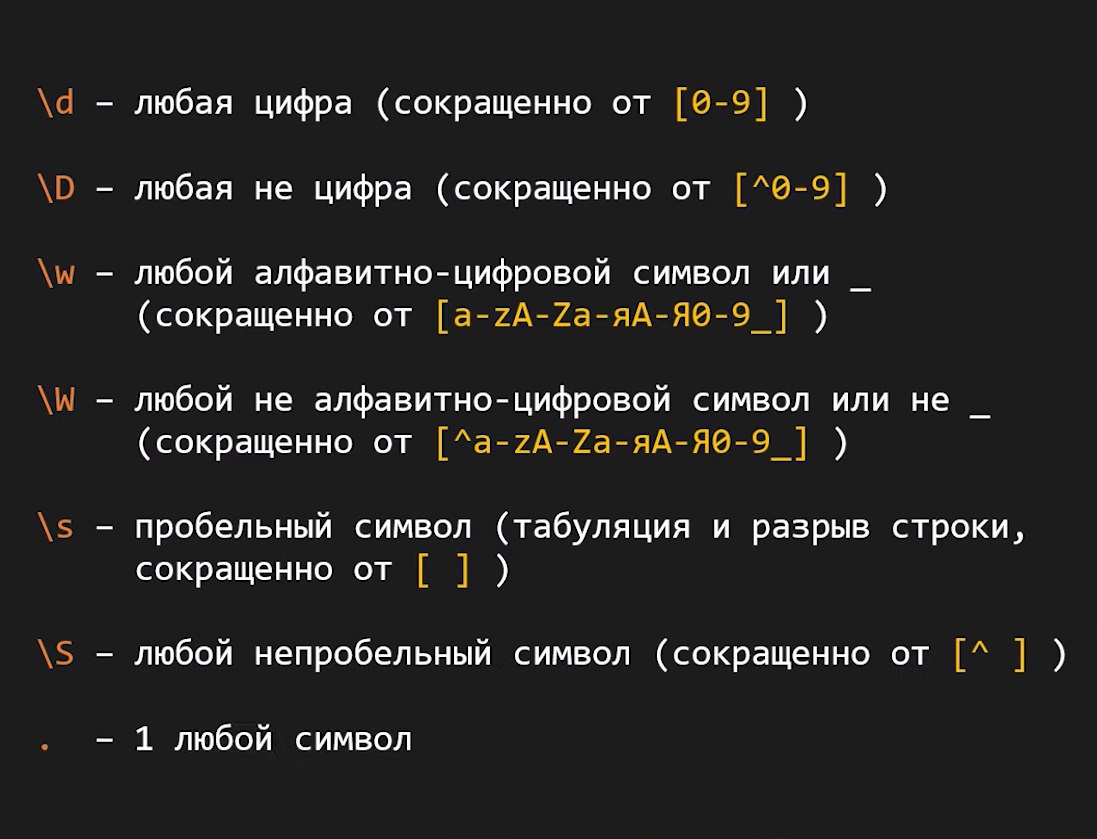 \d – любая цифра (сокращенно от [0-9] )
\D – любая не цифра (сокращенно от [^0-9] )
\w – любой алфавитно-цифровой символ или _
(сокращенно от [a-zA-Za-яА-Я0-9_] )
\W – любой не алфавитно-цифровой символ или не _
(сокращенно от [^a-zA-Za-яА-Я0-9_] )
\s – пробельный символ (табуляция и разрыв строки,
сокращенно от [ ] )
\S – любой непробельный символ (сокращенно от [^ ] )
. – 1 любой символ